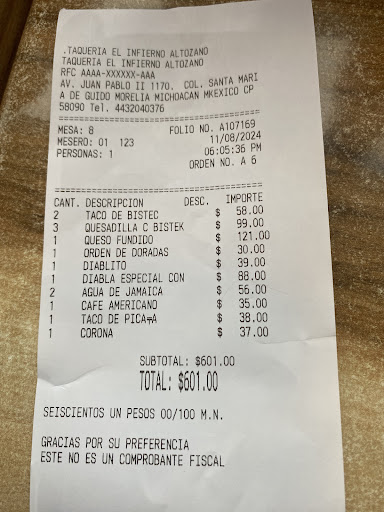 .TAQUERIA EL INFIERNO ALTOZANO
TAQUERIA EL INFIERNO ALTOZANO
RFC AAAA-XXXXXX-AAA
AV. JUAN PABLO II 1170. COL. SANTA MARI
A DE GUIDO MORELIA MICHOACAN MKEXICO CP
58090 Tel. 4432040376
==========================================
MESA: 8 FOLIO NO. A107169
MESERO: 01 123 11/08/2024
PERSONAS: 1 06:05:36 PM
ORDEN NO. A 6
==========================================
CANT. DESCRIPCION DESC. IMPORTE
2 TACO DE BISTEC $ 58.00
3 QUESADILLA C BISTEK $ 99.00
1 QUESO FUNDIDO $ 121.00
1 ORDEN DE DORADAS $ 30.00
1 DIABLITO $ 39.00
1 DIABLA ESPECIAL CON $ 88.00
2 AGUA DE JAMAICA $ 56.00
1 CAFE AMERICANO $ 35.00
1 TACO DE PICA╤A $ 38.00
1 CORONA $ 37.00
SUBTOTAL: $601.00
TOTAL: $601.00
SEISCIENTOS UN PESOS 00/100 M.N.
GRACIAS POR SU PREFERENCIA
ESTE NO ES UN COMPROBANTE FISCAL